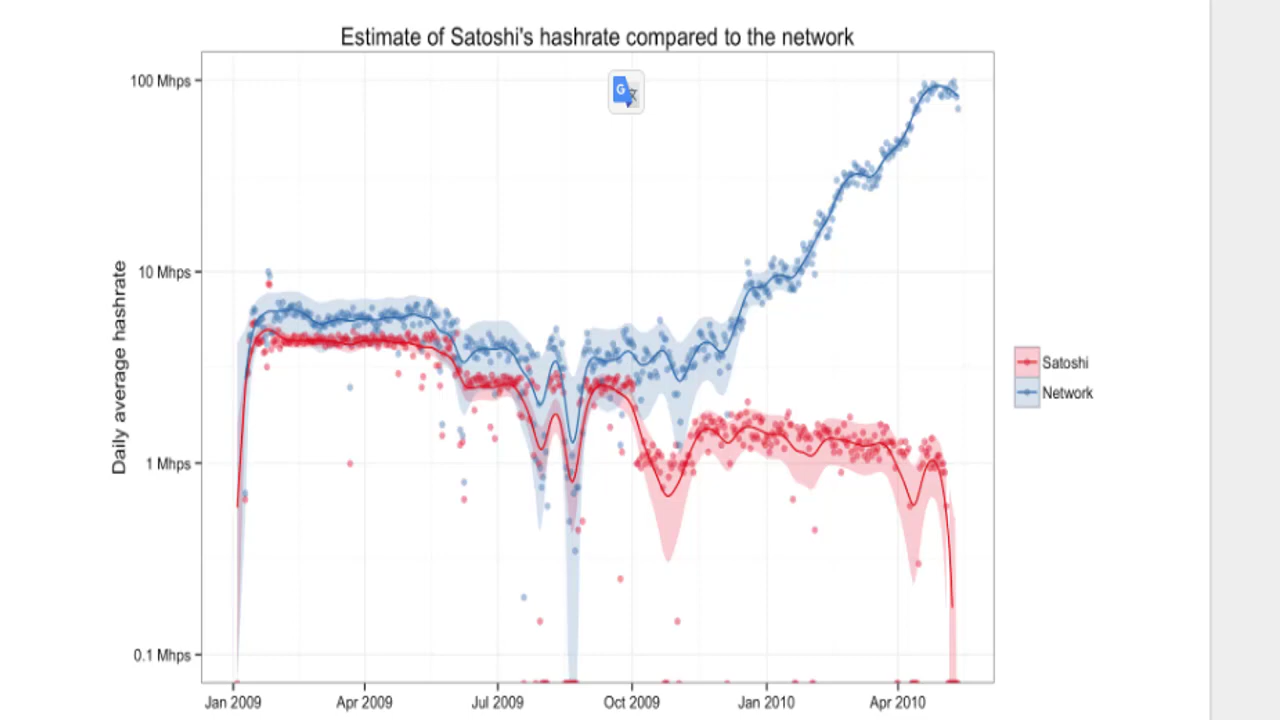 Estimate of Satoshi's hashrate compared to the network
G 文
100 Mhps
10 Mhps
1 Mhps
0.1 Mhps
Daily average hashrate
Jan 2009 Apr 2009 Jul 2009 Oct 2009 Jan 2010 Apr 2010
Satoshi
Network